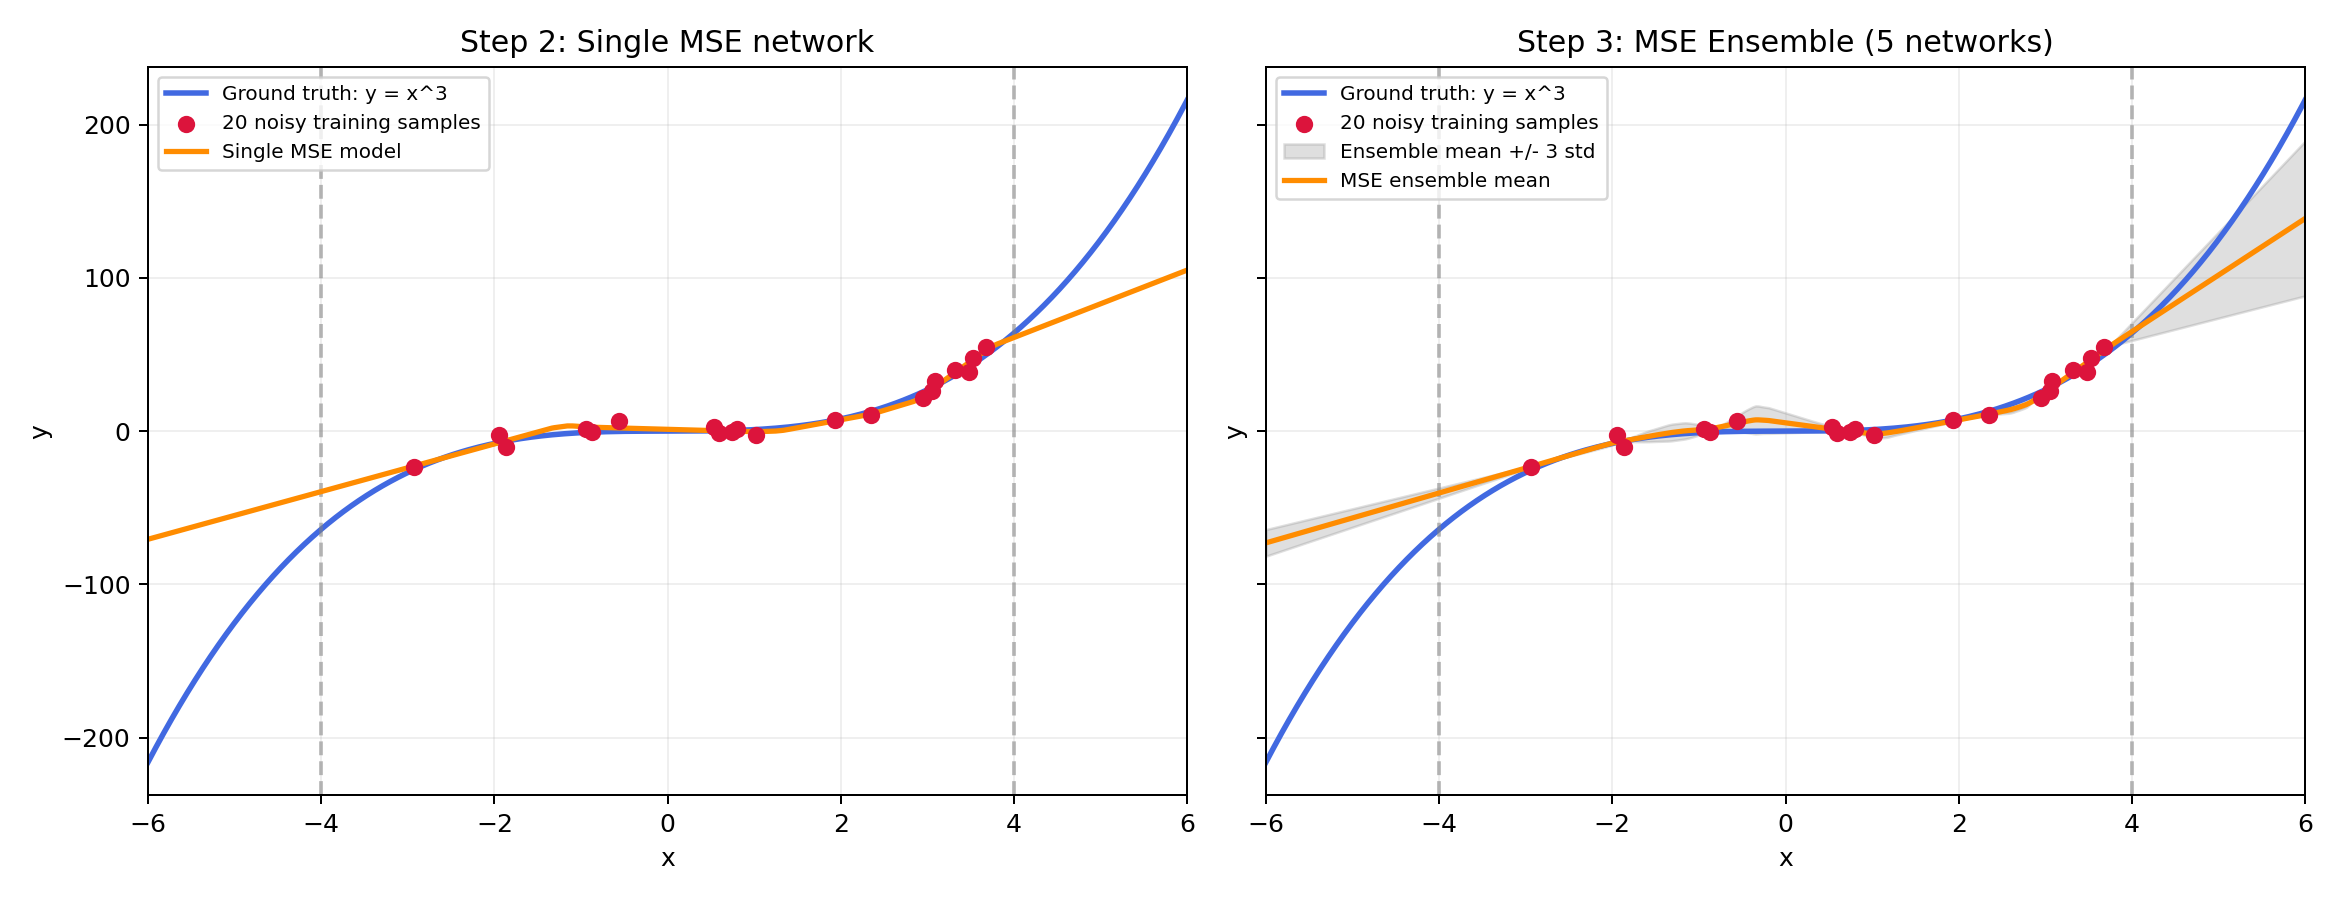 Step 2: Single MSE network
Ground truth: y = x^3
20 noisy training samples
Single MSE model
200
100
0
−100
−200
y
−6 −4 −2 0 2 4 6
x
Step 3: MSE Ensemble (5 networks)
Ground truth: y = x^3
20 noisy training samples
Ensemble mean +/- 3 std
MSE ensemble mean
y
−6 −4 −2 0 2 4 6
x